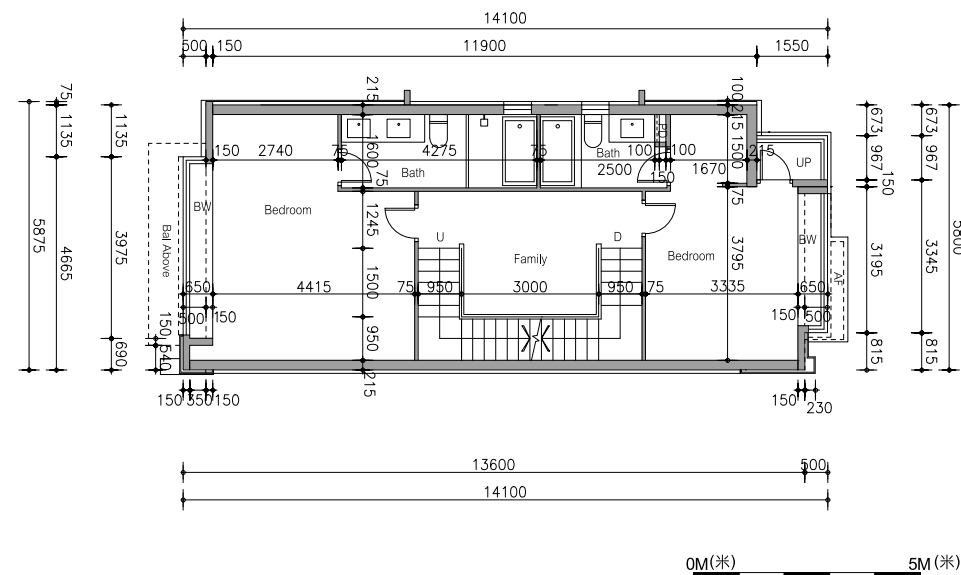 14100
500 150 11900 1550
75 1135 1135 215 100 215 673 673
150 2740 75 1600 4275 75 Bath 100 PD 100 1500 215 967 UP 967
Bath 75 2500 150 1670 75 150
BW Bedroom 1245 U D Bedroom BW
5875 4665 3975 Bal Above Family 3795 3195 3345 5800
650 4415 1500 75 950 3000 950 75 3335 650 AF
500 150 150 500
150 690 950 815 815
540 215
150 350 150 150 230
13600 500
14100
0M(米) 5M(米)